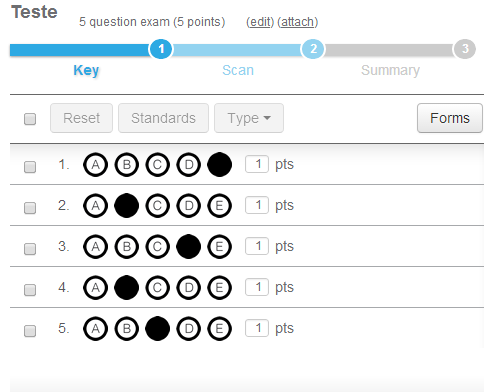 Teste 5 question exam (5 points) (edit) (attach)
1 2 3
Key Scan Summary
Reset Standards Type Forms
1. A B C D 1 pts
2. A C D E 1 pts
3. A B C E 1 pts
4. A C D E 1 pts
5. A B D E 1 pts